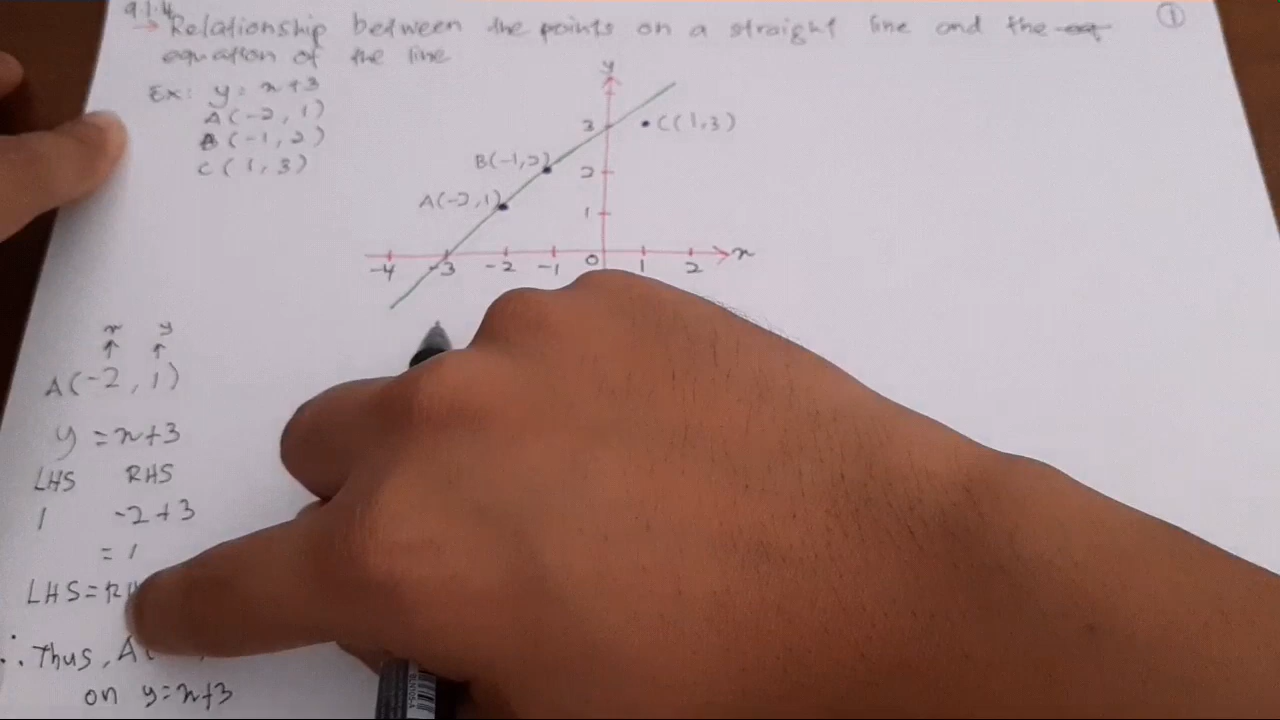 9.1.4
→ Relationship between the points on a straight line and the eq
equation of the line
①
Ex: y = x+3
A(-2, 1)
B(-1, 2)
C(1, 3)
y
3
C(1,3)
B(-1,2)
2
A(-2,1)
1
-4 -3 -2 -1 0 1 2 x
x y
↑ ↑
A(-2, 1)
y = x+3
LHS RHS
1 -2+3
= 1
LHS=
∴ Thus, A(
on y=x+3